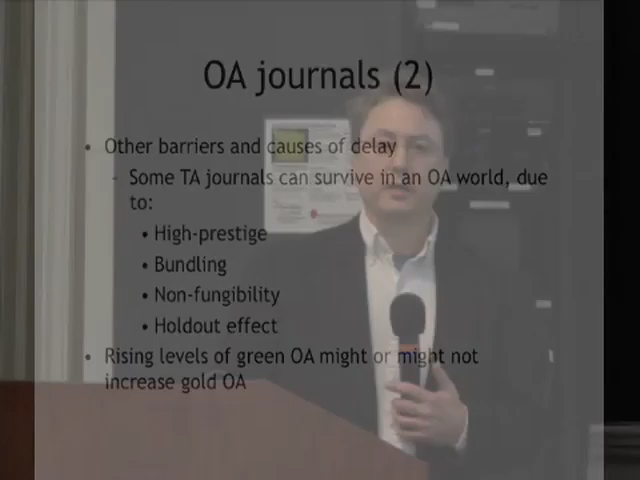 OA journals (2)
• Other barriers and causes of delay
- Some TA journals can survive in an OA world, due
to:
• High-prestige
• Bundling
• Non-fungibility
• Holdout effect
• Rising levels of green OA might or might not
increase gold OA